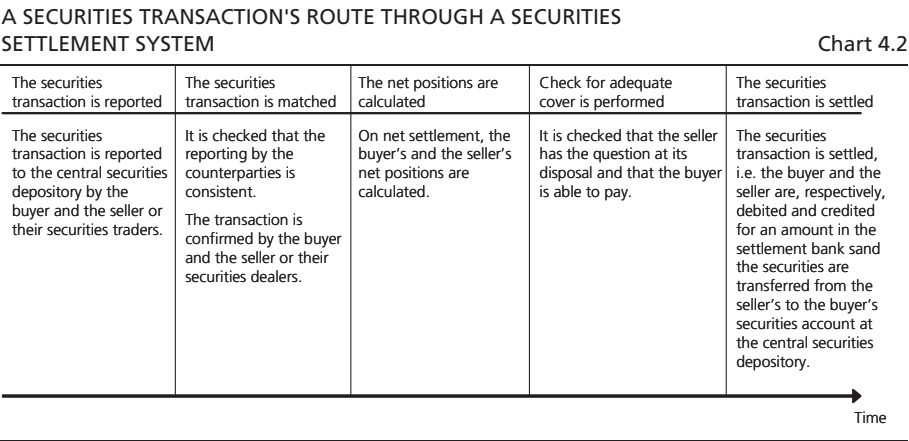 A SECURITIES TRANSACTION'S ROUTE THROUGH A SECURITIES
SETTLEMENT SYSTEM
Chart 4.2
The securities
transaction is reported
The securities
transaction is matched
The net positions are
calculated
Check for adequate
cover is performed
The securities
transaction is settled
The securities
transaction is reported
to the central securities
depository by the
buyer and the seller or
their securities traders.
It is checked that the
reporting by the
counterparties is
consistent.
The transaction is
confirmed by the buyer
and the seller or their
securities dealers.
On net settlement, the
buyer's and the seller's
net positions are
calculated.
It is checked that the seller
has the question at its
disposal and that the buyer
is able to pay.
The securities
transaction is settled,
i.e. the buyer and the
seller are, respectively,
debited and credited
for an amount in the
settlement bank sand
the securities are
transferred from the
seller's to the buyer's
securities account at
the central securities
depository.
Time